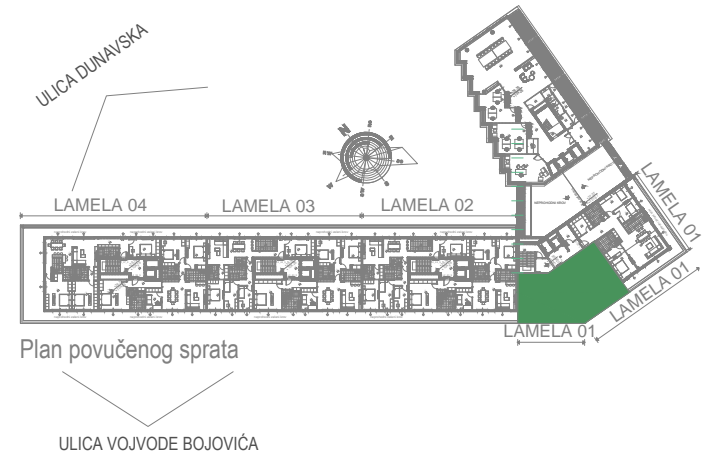 ULICA DUNAVSKA
N
LAMELA 04
LAMELA 03
LAMELA 02
LAMELA 01
LAMELA 01
LAMELA 01
Plan povučenog sprata
ULICA VOJVODE BOJOVIĆA